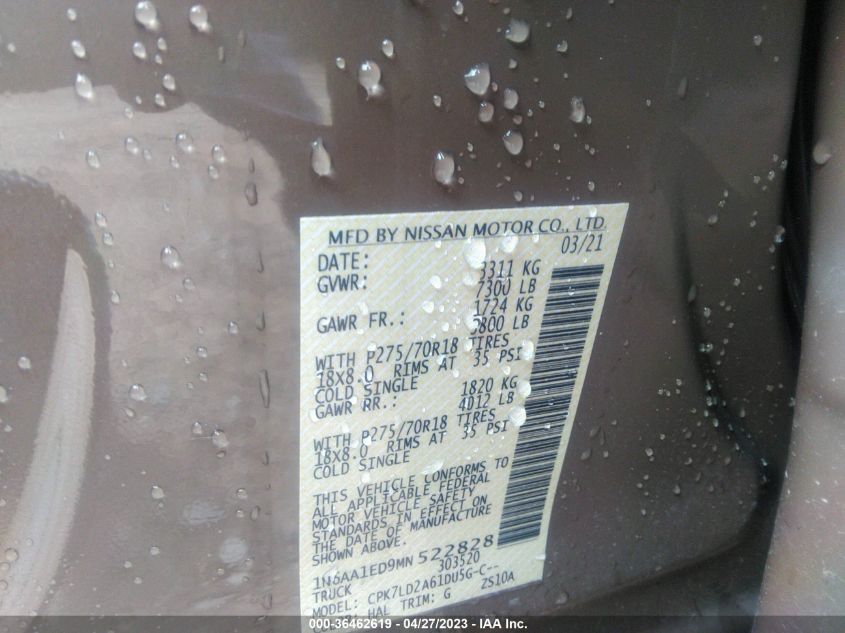 MFD BY NISSAN MOTOR CO., LTD.
DATE: 03/21
GVWR: 3311 KG
7300 LB
GAWR FR.: 1724 KG
3800 LB
WITH P275/70R18 TIRES
18X8.0 RIMS AT 35 PSI
COLD SINGLE
GAWR RR.: 1820 KG
4012 LB
WITH P275/70R18 TIRES
18X8.0 RIMS AT 35 PSI
COLD SINGLE
THIS VEHICLE CONFORMS TO
ALL APPLICABLE FEDERAL
MOTOR VEHICLE SAFETY
STANDARDS IN EFFECT ON
THE DATE OF MANUFACTURE
SHOWN ABOVE.
1N6AA1ED9MN522828
TRUCK 303520
MODEL: CPK7LD2A61DUSG-C--
HAL TRIM: G ZS10A
000-36462619 - 04/27/2023 - IAA Inc.